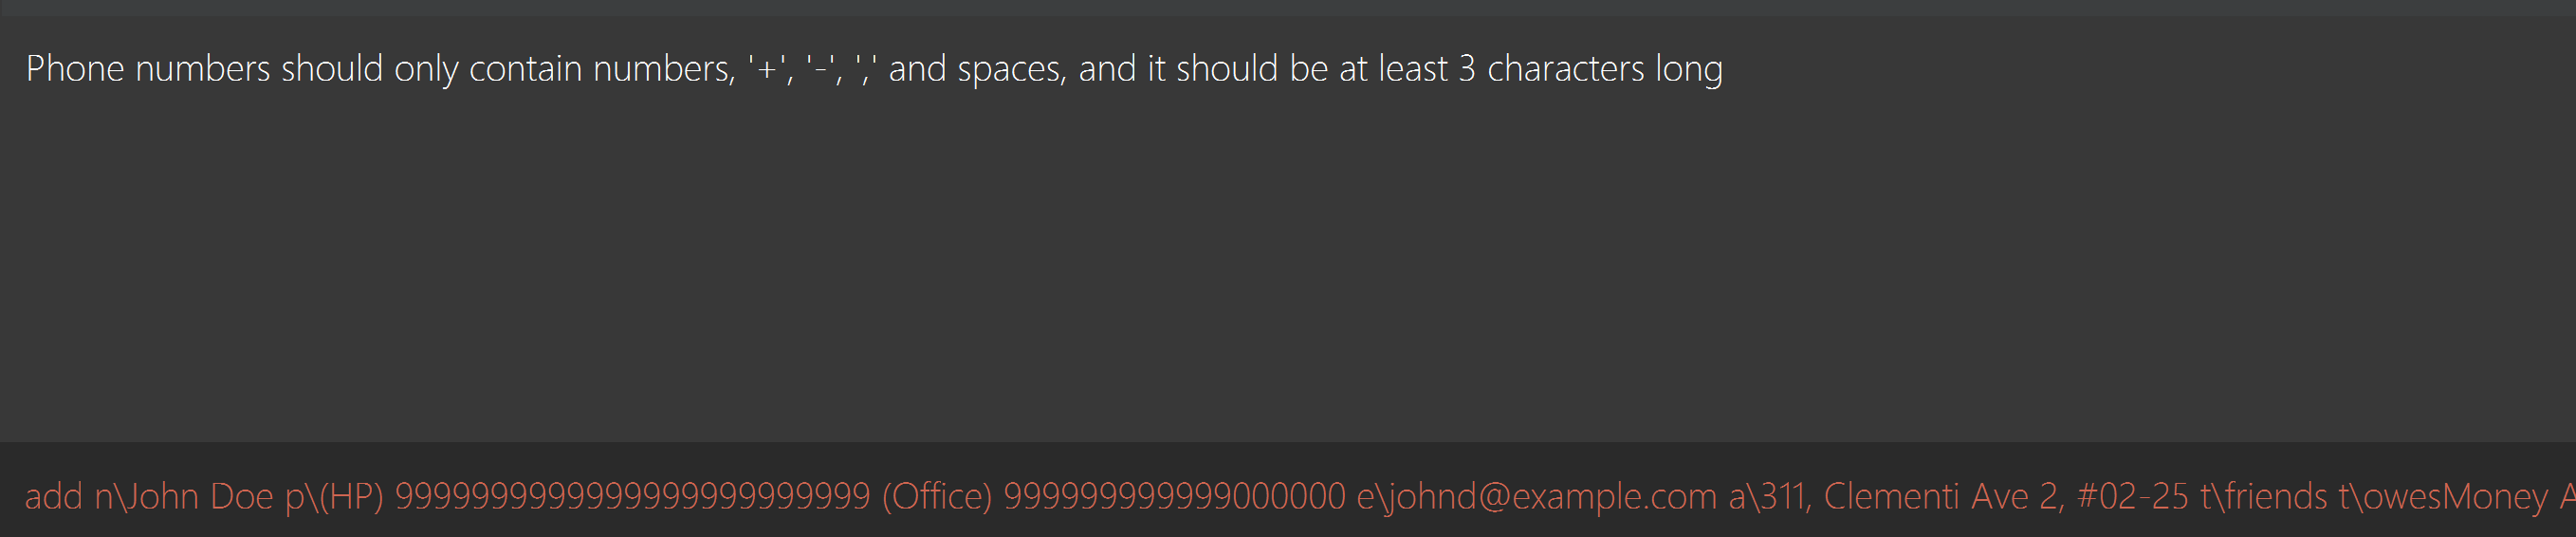 Phone numbers should only contain numbers, '+', '-', ',' and spaces, and it should be at least 3 characters long
add n\John Doe p\(HP) 9999999999999999999999999 (Office) 999999999999000000 e\johnd@example.com a\311, Clementi Ave 2, #02-25 t\friends t\owesMoney